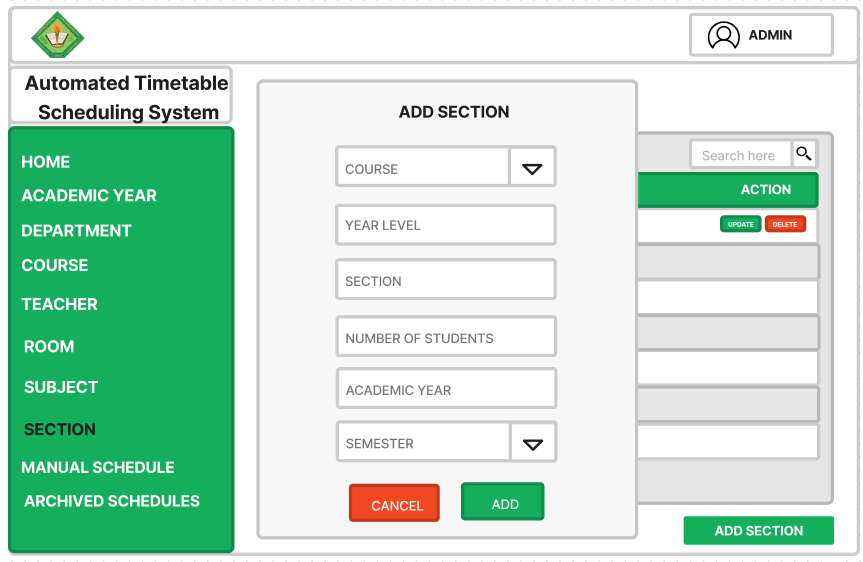 ADMIN
Automated Timetable
Scheduling System
HOME
ACADEMIC YEAR
DEPARTMENT
COURSE
TEACHER
ROOM
SUBJECT
SECTION
MANUAL SCHEDULE
ARCHIVED SCHEDULES
ADD SECTION
COURSE
YEAR LEVEL
SECTION
NUMBER OF STUDENTS
ACADEMIC YEAR
SEMESTER
CANCEL ADD
Search here
ACTION
UPDATE DELETE
ADD SECTION